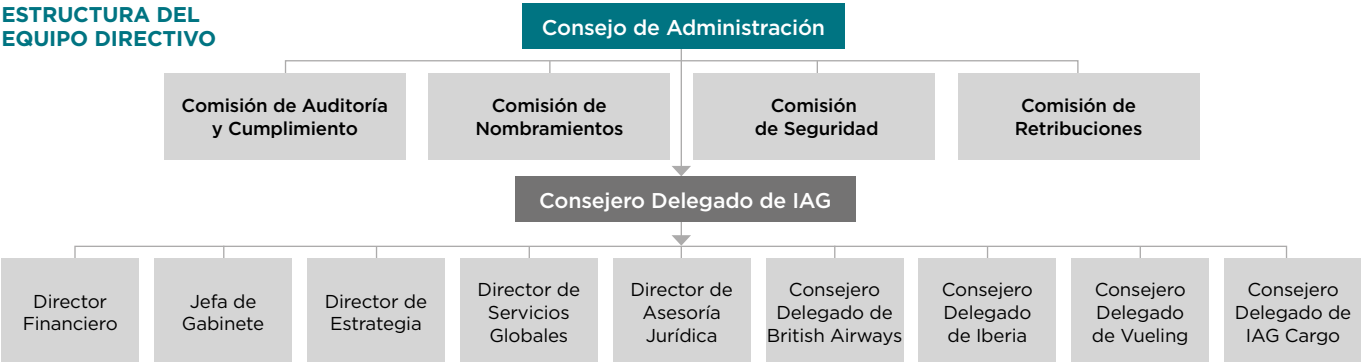 ESTRUCTURA DEL
EQUIPO DIRECTIVO
Consejo de Administración
Comisión de Auditoría
y Cumplimiento
Comisión de
Nombramientos
Comisión
de Seguridad
Comisión de
Retribuciones
Consejero Delegado de IAG
Director
Financiero
Jefa de
Gabinete
Director de
Estrategia
Director de
Servicios
Globales
Director de
Asesoría
Jurídica
Consejero
Delegado de
British Airways
Consejero
Delegado
de Iberia
Consejero
Delegado
de Vueling
Consejero
Delegado de
IAG Cargo